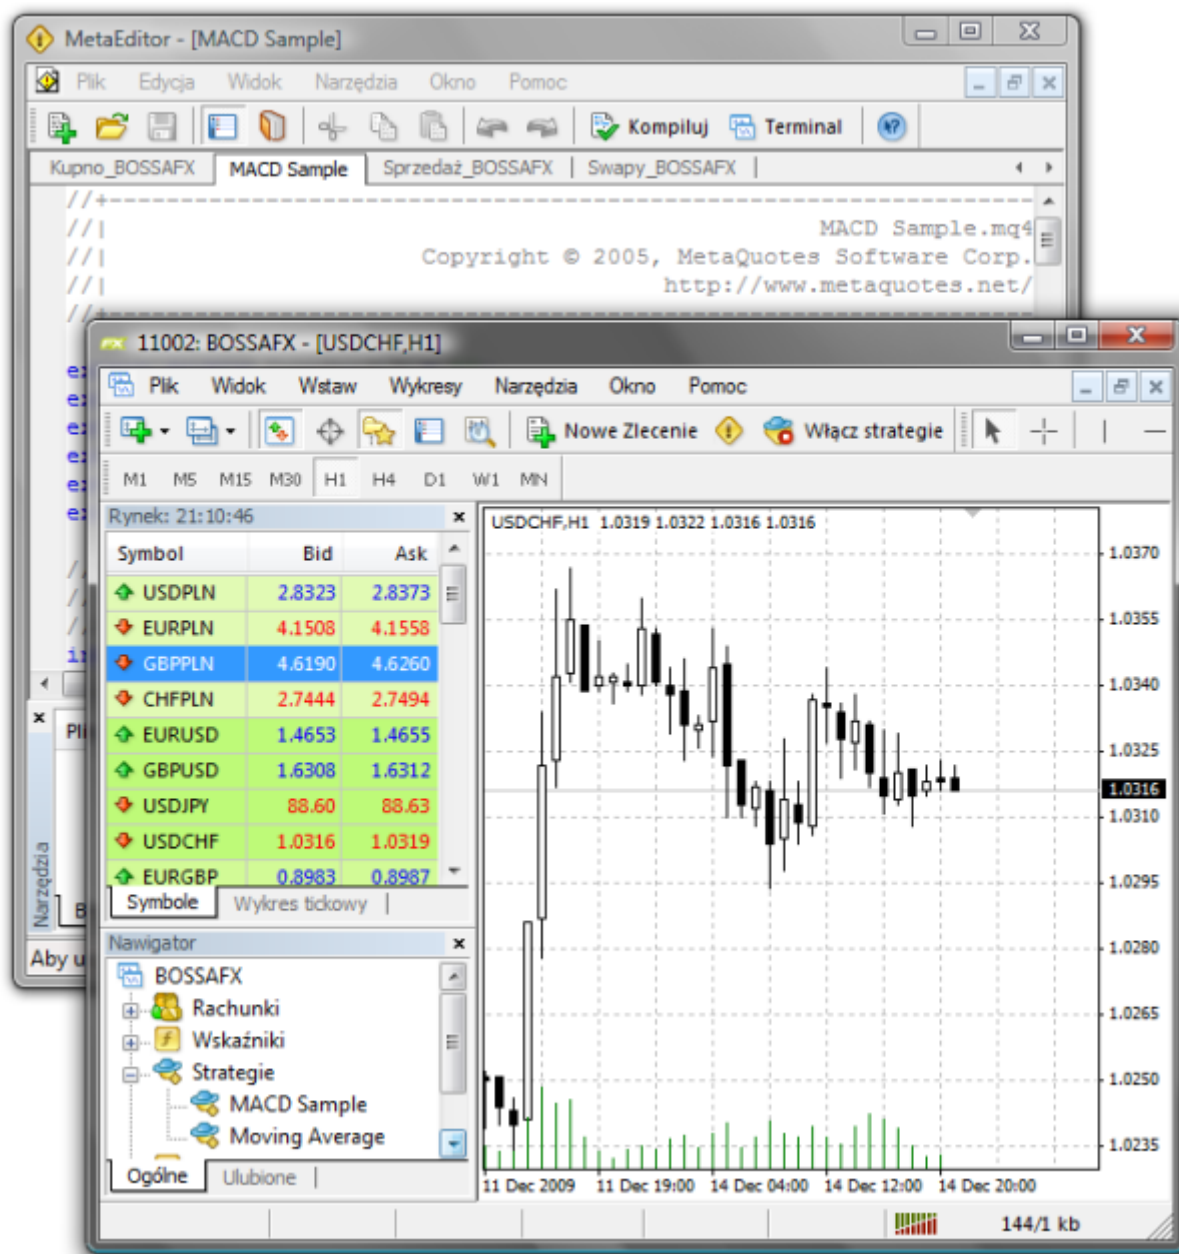 MetaEditor - [MACD Sample]
Plik Edycja Widok Narzędzia Okno Pomoc
Kompiluj Terminal
Kupno_BOSSAFX MACD Sample Sprzedaż_BOSSAFX Swapy_BOSSAFX
//+----------------------------------------------------------------
//| MACD Sample.mq4
//| Copyright © 2005, MetaQuotes Software Corp.
//| http://www.metaquotes.net/
//+----------------------------------------------------------------
11002: BOSSAFX - [USDCHF,H1]
Plik Widok Wstaw Wykresy Narzędzia Okno Pomoc
Nowe Zlecenie Włącz strategie
M1 M5 M15 M30 H1 H4 D1 W1 MN
Rynek: 21:10:46
Symbol Bid Ask
USDPLN 2.8323 2.8373
EURPLN 4.1508 4.1558
GBPPLN 4.6190 4.6260
CHFPLN 2.7444 2.7494
EURUSD 1.4653 1.4655
GBPUSD 1.6308 1.6312
USDJPY 88.60 88.63
USDCHF 1.0316 1.0319
EURGBP 0.8983 0.8987
Symbole Wykres tickowy
Narzędzia
Aby u
Nawigator
BOSSAFX
Rachunki
Wskaźniki
Strategie
MACD Sample
Moving Average
Ogólne Ulubione
USDCHF,H1 1.0319 1.0322 1.0316 1.0316
1.0370
1.0355
1.0340
1.0325
1.0316
1.0310
1.0295
1.0280
1.0265
1.0250
1.0235
11 Dec 2009 11 Dec 19:00 14 Dec 04:00 14 Dec 12:00 14 Dec 20:00
144/1 kb